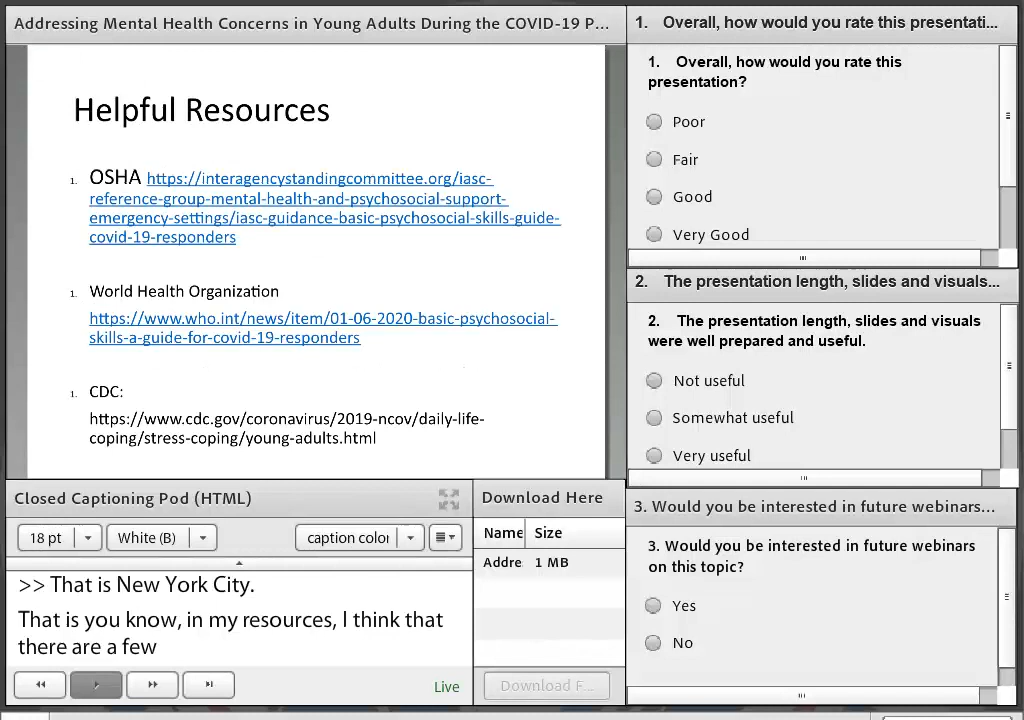 Addressing Mental Health Concerns in Young Adults During the COVID-19 P...
Helpful Resources
1. OSHA https://interagencystandingcommittee.org/iasc-
reference-group-mental-health-and-psychosocial-support-
emergency-settings/iasc-guidance-basic-psychosocial-skills-guide-
covid-19-responders
1. World Health Organization
https://www.who.int/news/item/01-06-2020-basic-psychosocial-
skills-a-guide-for-covid-19-responders
1. CDC:
https://www.cdc.gov/coronavirus/2019-ncov/daily-life-
coping/stress-coping/young-adults.html
Closed Captioning Pod (HTML)
18 pt
White (B)
caption color
>> That is New York City.
That is you know, in my resources, I think that
there are a few
Live
Download Here
Name Size
Addre 1 MB
Download F...
1. Overall, how would you rate this presentati...
1. Overall, how would you rate this
presentation?
Poor
Fair
Good
Very Good
2. The presentation length, slides and visuals...
2. The presentation length, slides and visuals
were well prepared and useful.
Not useful
Somewhat useful
Very useful
3. Would you be interested in future webinars...
3. Would you be interested in future webinars
on this topic?
Yes
No